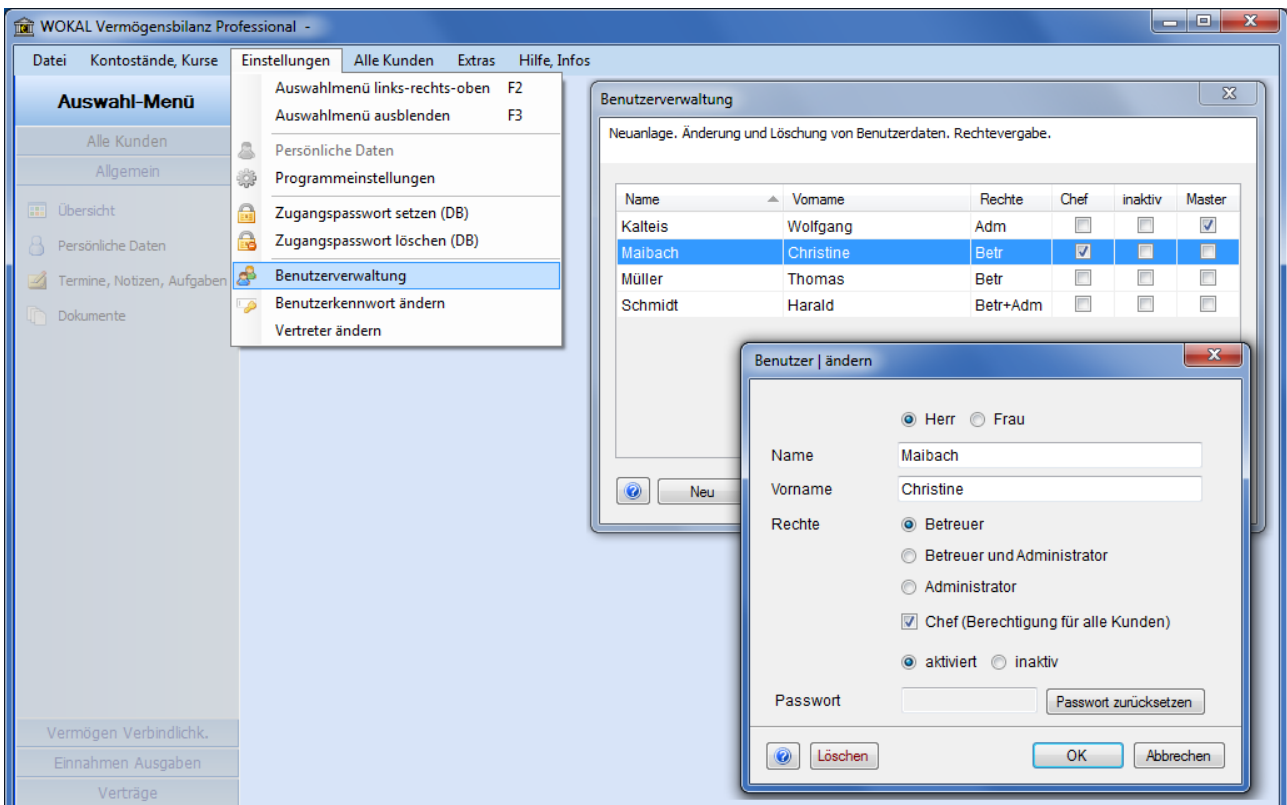 WOKAL Vermögensbilanz Professional -
Datei Kontostände, Kurse Einstellungen Alle Kunden Extras Hilfe, Infos
Auswahl-Menü
Alle Kunden
Allgemein
Übersicht
Persönliche Daten
Termine, Notizen, Aufgaben
Dokumente
Vermögen Verbindlichk.
Einnahmen Ausgaben
Verträge
Auswahlmenü links-rechts-oben F2
Auswahlmenü ausblenden F3
Persönliche Daten
Programmeinstellungen
Zugangspasswort setzen (DB)
Zugangspasswort löschen (DB)
Benutzerverwaltung
Benutzerkennwort ändern
Vertreter ändern
Benutzerverwaltung
Neuanlage. Änderung und Löschung von Benutzerdaten. Rechtevergabe.
Name Vorname Rechte Chef inaktiv Master
Kalteis Wolfgang Adm
Maibach Christine Betr
Müller Thomas Betr
Schmidt Harald Betr+Adm
Neu
Benutzer | ändern
Herr Frau
Name Maibach
Vorname Christine
Rechte Betreuer
Betreuer und Administrator
Administrator
Chef (Berechtigung für alle Kunden)
aktiviert inaktiv
Passwort Passwort zurücksetzen
Löschen OK Abbrechen